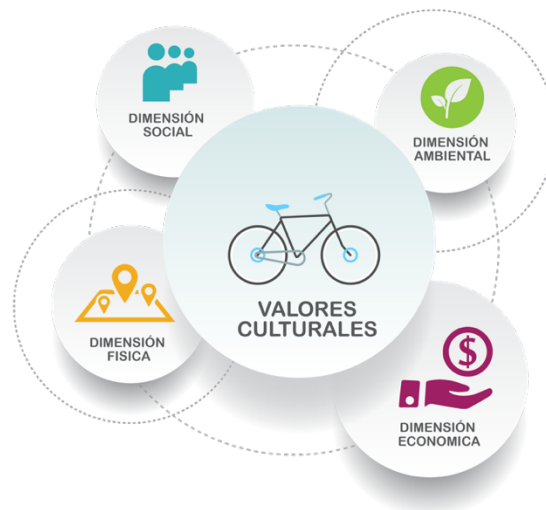 DIMENSIÓN
SOCIAL
DIMENSIÓN
AMBIENTAL
VALORES
CULTURALES
DIMENSIÓN
FISICA
$
DIMENSIÓN
ECONOMICA